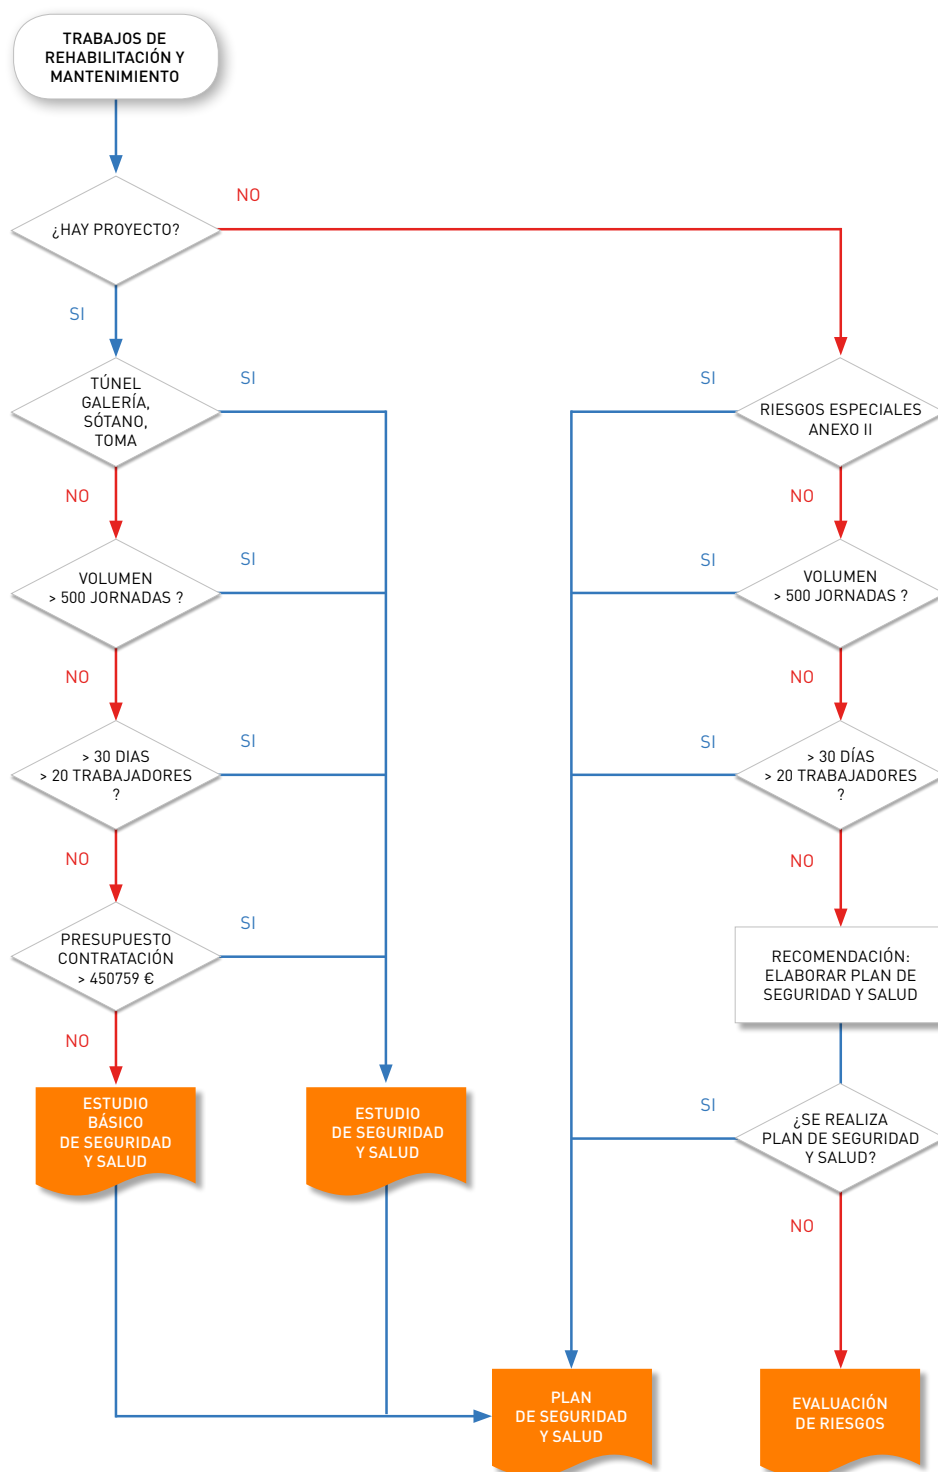 TRABAJOS DE
REHABILITACIÓN Y
MANTENIMIENTO
NO
¿HAY PROYECTO?
SI
TÚNEL
GALERÍA,
SÓTANO,
TOMA
SI
NO
VOLUMEN
> 500 JORNADAS ?
SI
NO
> 30 DIAS
> 20 TRABAJADORES
?
SI
NO
PRESUPUESTO
CONTRATACIÓN
> 450759 €
SI
NO
ESTUDIO
BÁSICO
DE SEGURIDAD
Y SALUD
ESTUDIO
DE SEGURIDAD
Y SALUD
SI
RIESGOS ESPECIALES
ANEXO II
NO
SI
VOLUMEN
> 500 JORNADAS ?
NO
SI
> 30 DÍAS
> 20 TRABAJADORES
?
NO
RECOMENDACIÓN:
ELABORAR PLAN DE
SEGURIDAD Y SALUD
SI
¿SE REALIZA
PLAN DE SEGURIDAD
Y SALUD?
NO
PLAN
DE SEGURIDAD
Y SALUD
EVALUACIÓN
DE RIESGOS